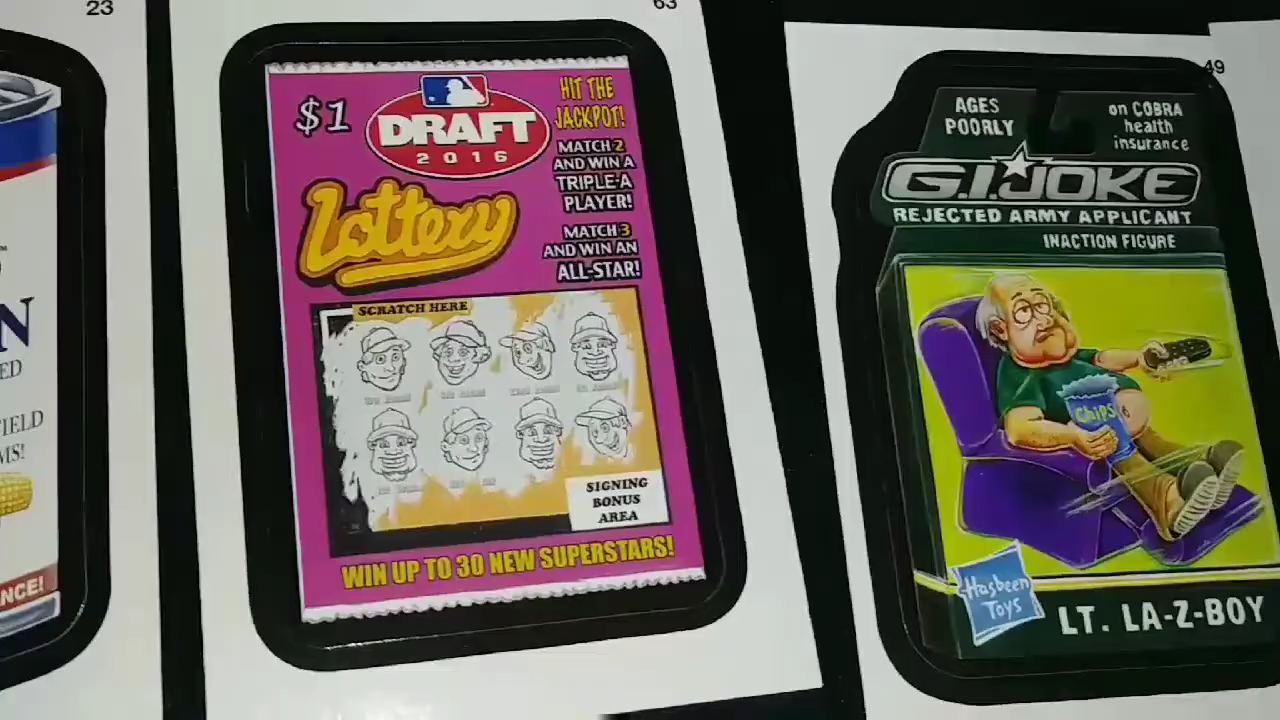 23
N
ED
IELD
MS!
NCE!
63
$1
DRAFT
2016
HIT THE
JACKPOT!
Lottery
MATCH 2
AND WIN A
TRIPLE-A
PLAYER!
MATCH 3
AND WIN AN
ALL-STAR!
SCRATCH HERE
SIGNING
BONUS
AREA
WIN UP TO 30 NEW SUPERSTARS!
49
AGES
POORLY
on COBRA
health
insurance
G.I.JOKE
REJECTED ARMY APPLICANT
INACTION FIGURE
Chips
Hasbeen
Toys
LT. LA-Z-BOY